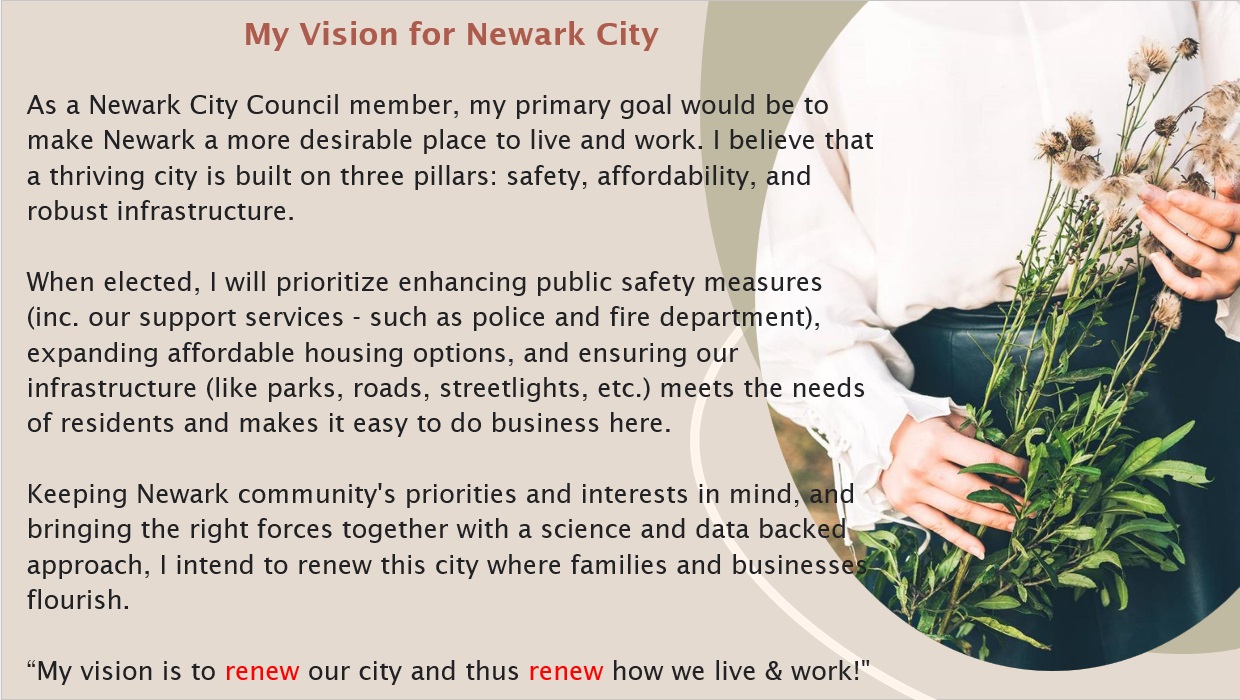 My Vision for Newark City
As a Newark City Council member, my primary goal would be to
make Newark a more desirable place to live and work. I believe that
a thriving city is built on three pillars: safety, affordability, and
robust infrastructure.
When elected, I will prioritize enhancing public safety measures
(inc. our support services - such as police and fire department),
expanding affordable housing options, and ensuring our
infrastructure (like parks, roads, streetlights, etc.) meets the needs
of residents and makes it easy to do business here.
Keeping Newark community's priorities and interests in mind, and
bringing the right forces together with a science and data backed
approach, I intend to renew this city where families and businesses
flourish.
“My vision is to renew our city and thus renew how we live & work!"